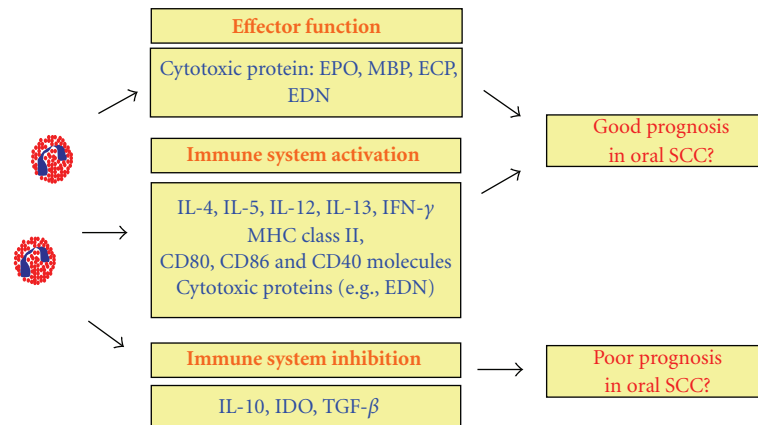 Effector function
Cytotoxic protein: EPO, MBP, ECP,
EDN
Immune system activation
IL-4, IL-5, IL-12, IL-13, IFN-γ
MHC class II,
CD80, CD86 and CD40 molecules
Cytotoxic proteins (e.g., EDN)
Immune system inhibition
IL-10, IDO, TGF-β
Good prognosis
in oral SCC?
Poor prognosis
in oral SCC?